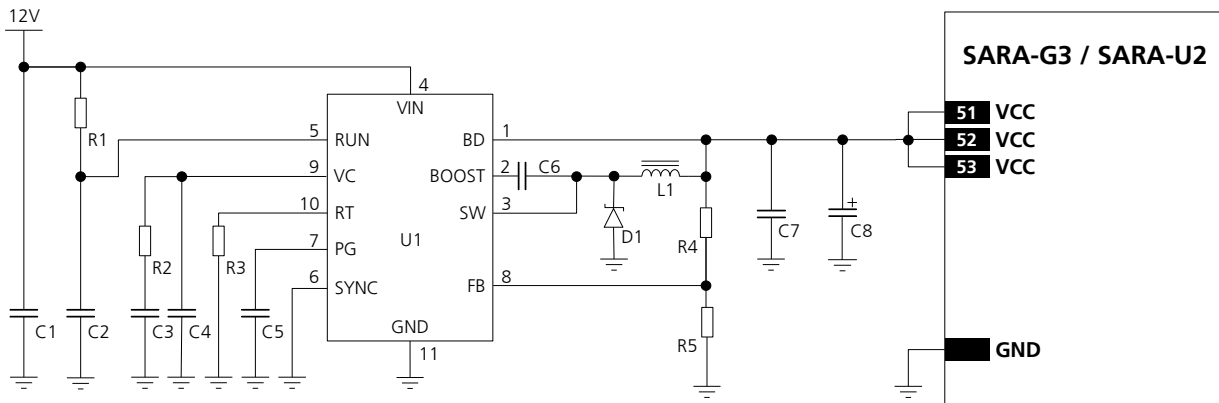 12V
SARA-G3 / SARA-U2
4
VIN
R1
5 RUN
BD 1
51 VCC
52 VCC
53 VCC
9 VC
BOOST 2
C6
L1
10 RT
SW 3
U1
D1
R4
C7
+
C8
R2
R3
7 PG
6 SYNC
FB 8
C1
C2
C3
C4
C5
GND
11
R5
GND